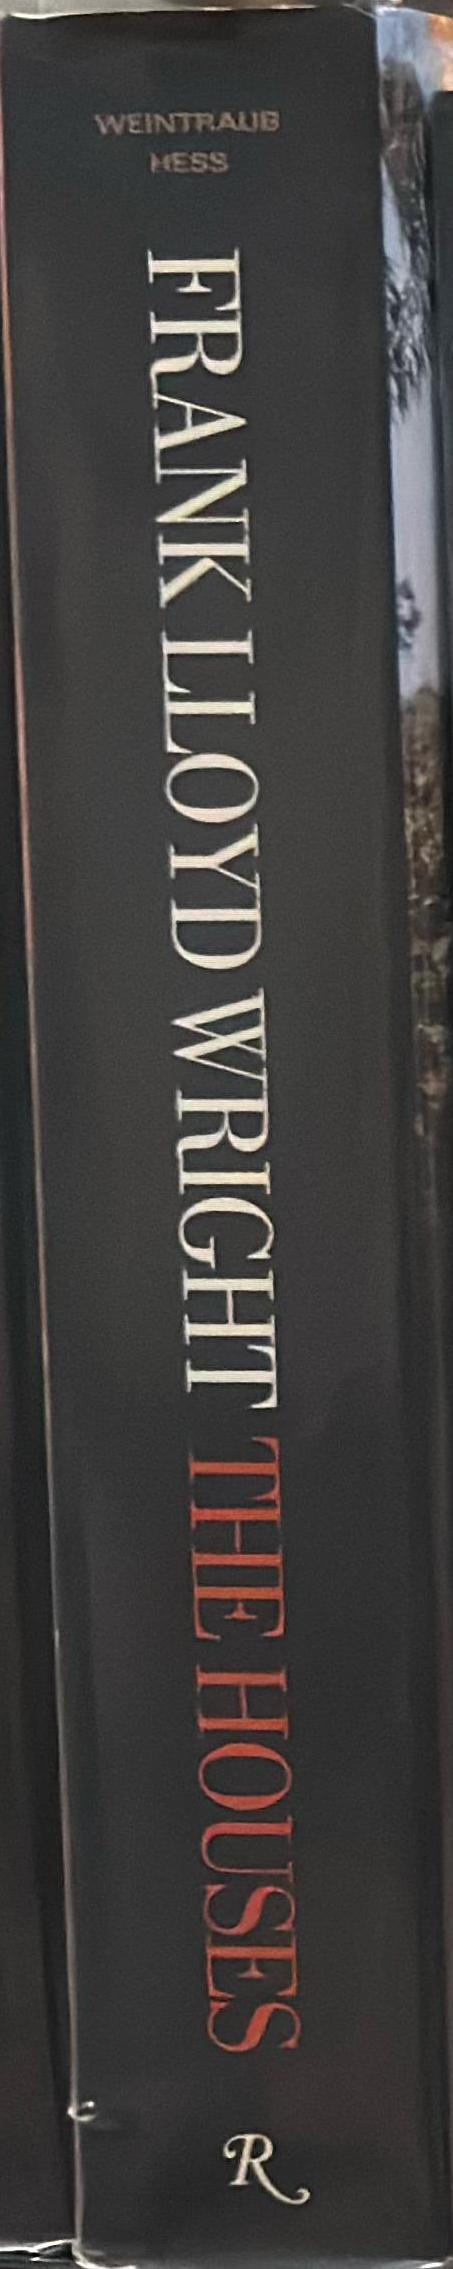 WEINTRAUB
HESS
FRANK LLOYD WRIGHT THE HOUSES
R